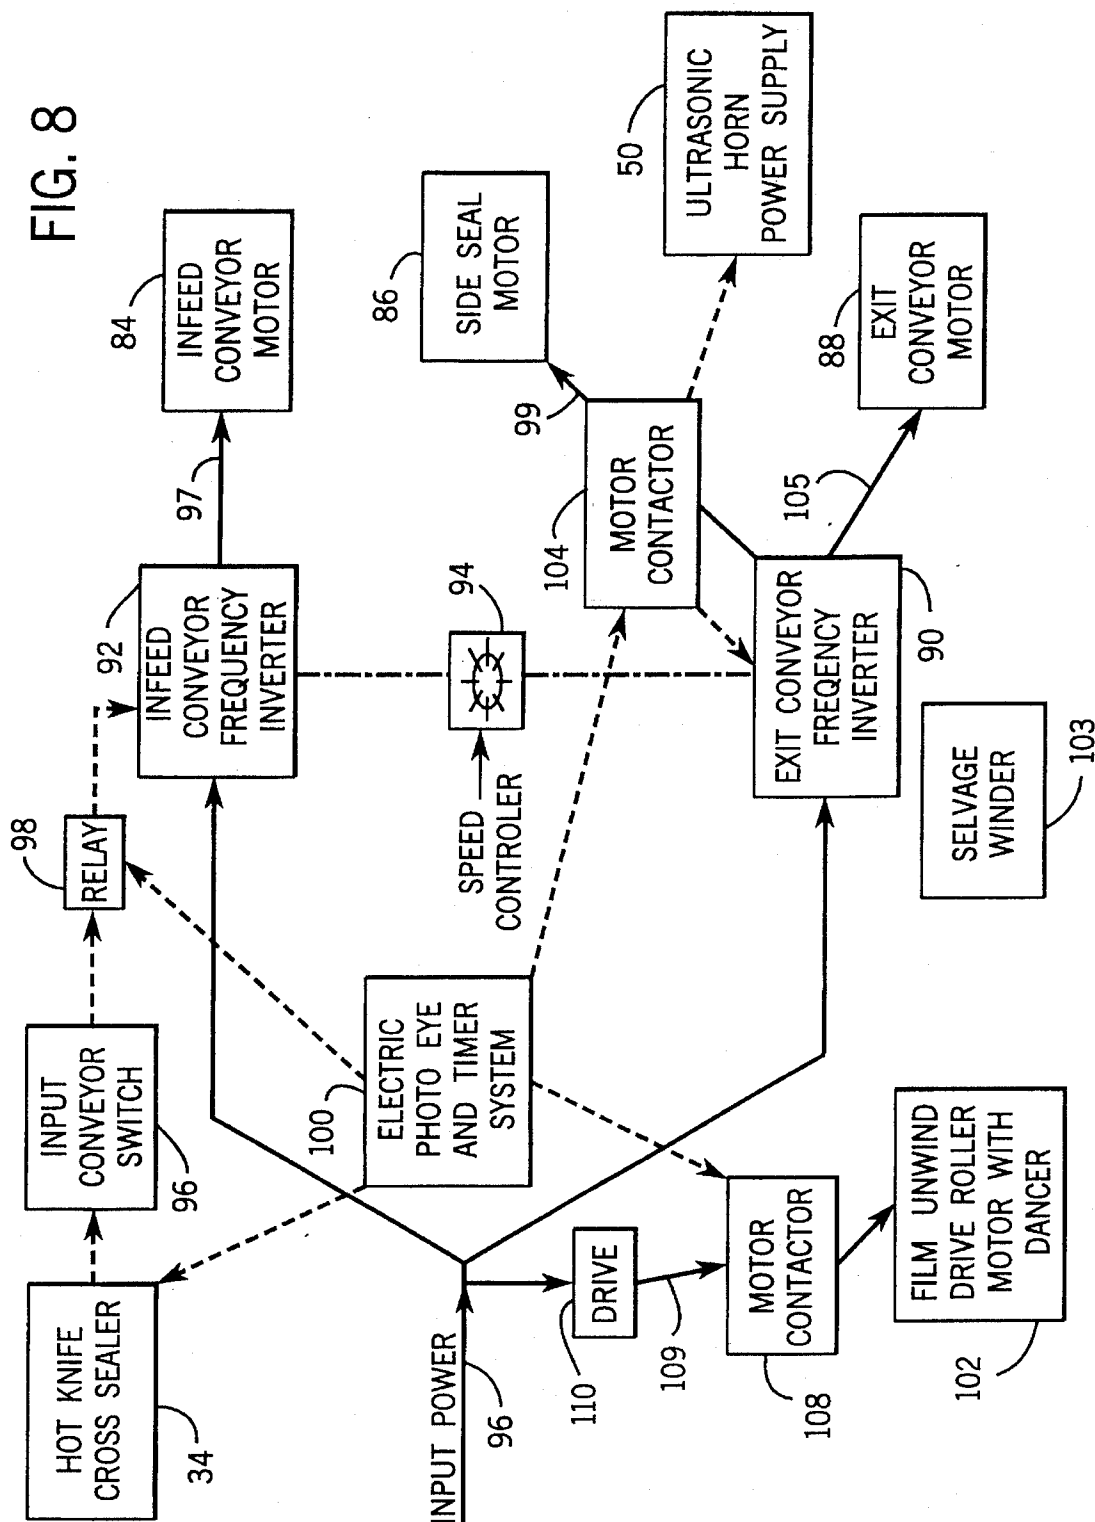 FIG. 8
HOT KNIFE
CROSS SEALER
34
INPUT
CONVEYOR
SWITCH
96
RELAY
98
INFEED
CONVEYOR
FREQUENCY
INVERTER
92
97
INFEED
CONVEYOR
MOTOR
84
ELECTRIC
PHOTO EYE
AND TIMER
SYSTEM
100
SPEED
CONTROLER
94
MOTOR
CONTACTOR
104
99
SIDE SEAL
MOTOR
86
ULTRASONIC
HORN
POWER SUPPLY
50
INPUT POWER
96
DRIVE
110
109
MOTOR
CONTACTOR
108
EXIT CONVEYOR
FREQENCY
INVERTER
90
105
EXIT
CONVEYOR
MOTOR
88
FILM UNWIND
DRIVE ROLLER
MOTOR WITH
DANCER
102
SELVAGE
WINDER
103